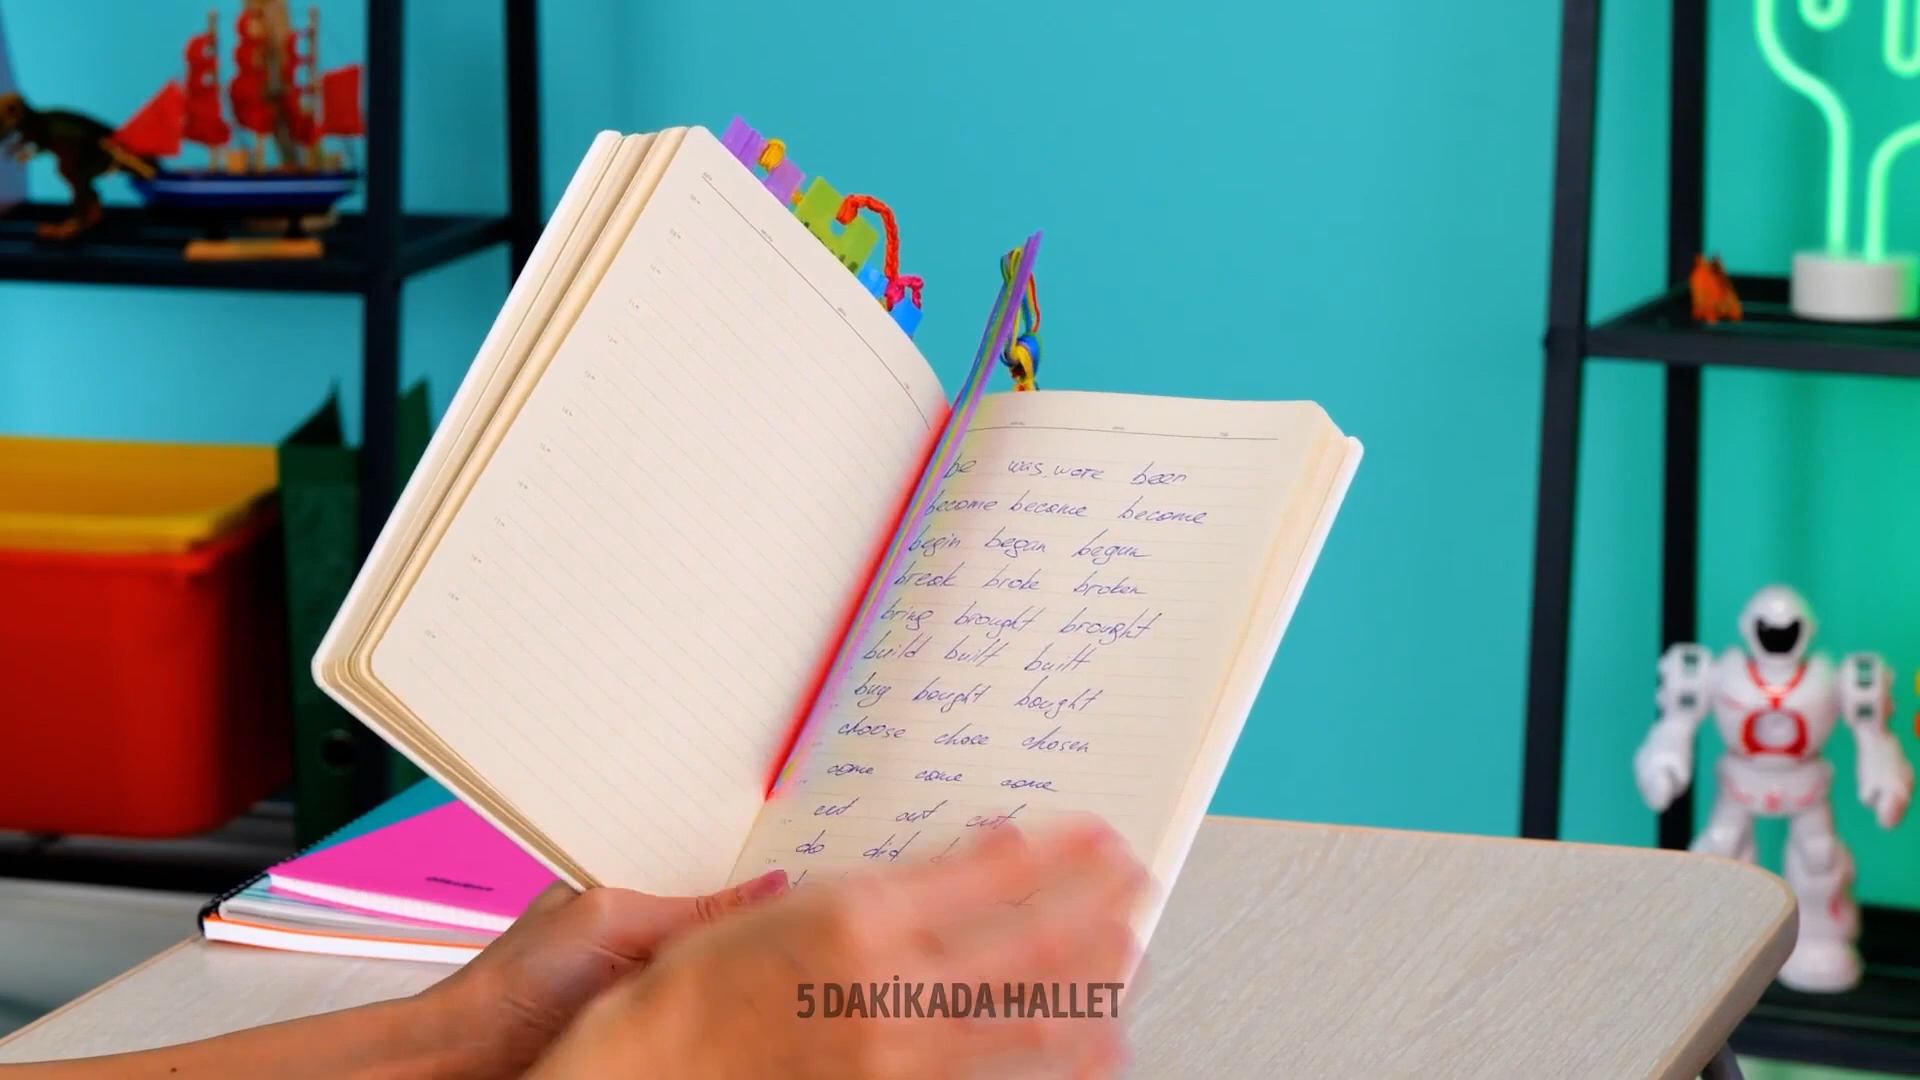 be was, were been
become became become
begin began begun
break broke broken
bring brought brought
build built built
buy bought bought
choose chose chosen
come came come
cut cut cut
do did
5 DAKİKADA HALLET